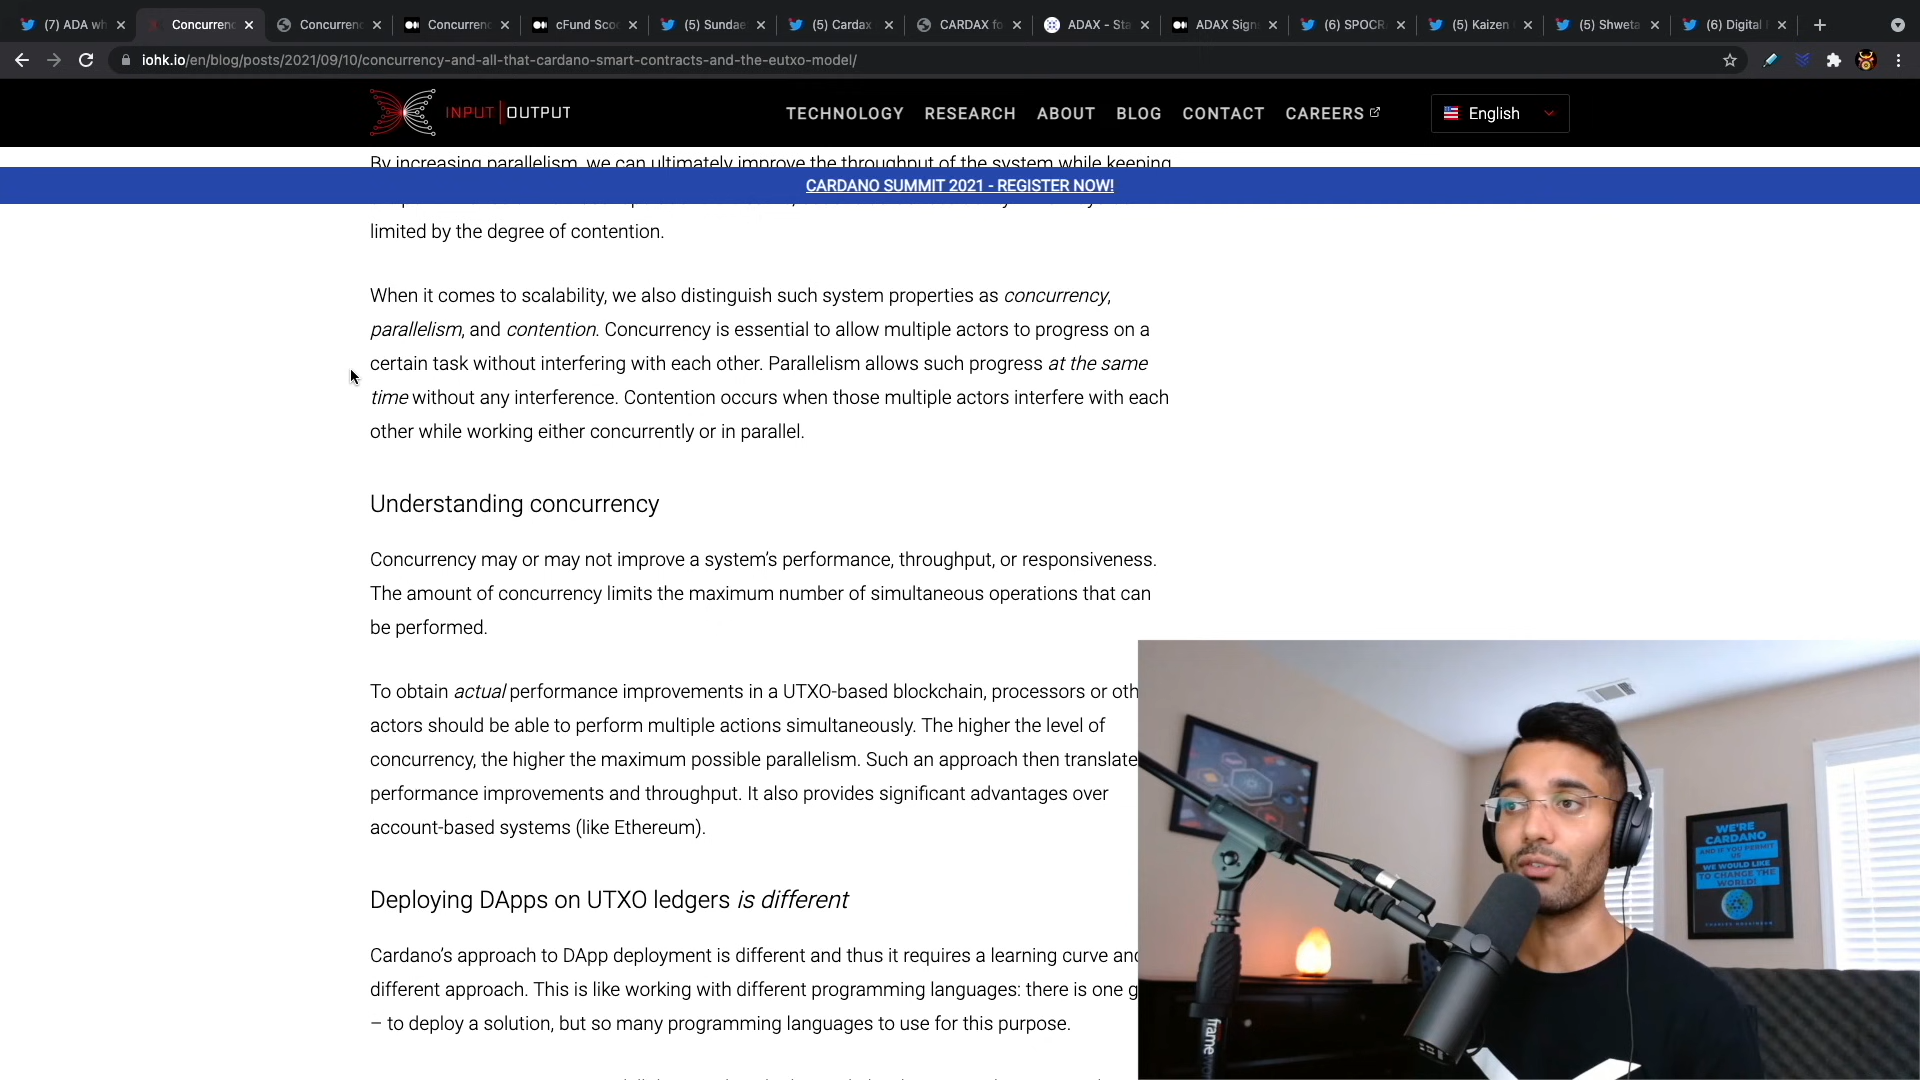 (7) ADA wh
Concurrenc
Concurrenc
Concurrenc
cFund Sco
(5) Sundae
(5) Cardax
CARDAX fo
ADAX - Sta
ADAX Sign
(6) SPOCR
(5) Kaizen
(5) Shweta
(6) Digital
iohk.io/en/blog/posts/2021/09/10/concurrency-and-all-that-cardano-smart-contracts-and-the-eutxo-model/
INPUT OUTPUT
TECHNOLOGY RESEARCH ABOUT BLOG CONTACT CAREERS
English
By increasing parallelism, we can ultimately improve the throughput of the system while keeping
CARDANO SUMMIT 2021 - REGISTER NOW!
limited by the degree of contention.
When it comes to scalability, we also distinguish such system properties as concurrency,
parallelism, and contention. Concurrency is essential to allow multiple actors to progress on a
certain task without interfering with each other. Parallelism allows such progress at the same
time without any interference. Contention occurs when those multiple actors interfere with each
other while working either concurrently or in parallel.
Understanding concurrency
Concurrency may or may not improve a system's performance, throughput, or responsiveness.
The amount of concurrency limits the maximum number of simultaneous operations that can
be performed.
To obtain actual performance improvements in a UTXO-based blockchain, processors or oth
actors should be able to perform multiple actions simultaneously. The higher the level of
concurrency, the higher the maximum possible parallelism. Such an approach then translate
performance improvements and throughput. It also provides significant advantages over
account-based systems (like Ethereum).
Deploying DApps on UTXO ledgers is different
Cardano's approach to DApp deployment is different and thus it requires a learning curve and
different approach. This is like working with different programming languages: there is one g
– to deploy a solution, but so many programming languages to use for this purpose.
WE'RE
CARDANO
AND IF YOU PERMIT
US
WE WOULD LIKE
TO CHANGE THE
WORLD!
CHARLES HOSKINSON
frame